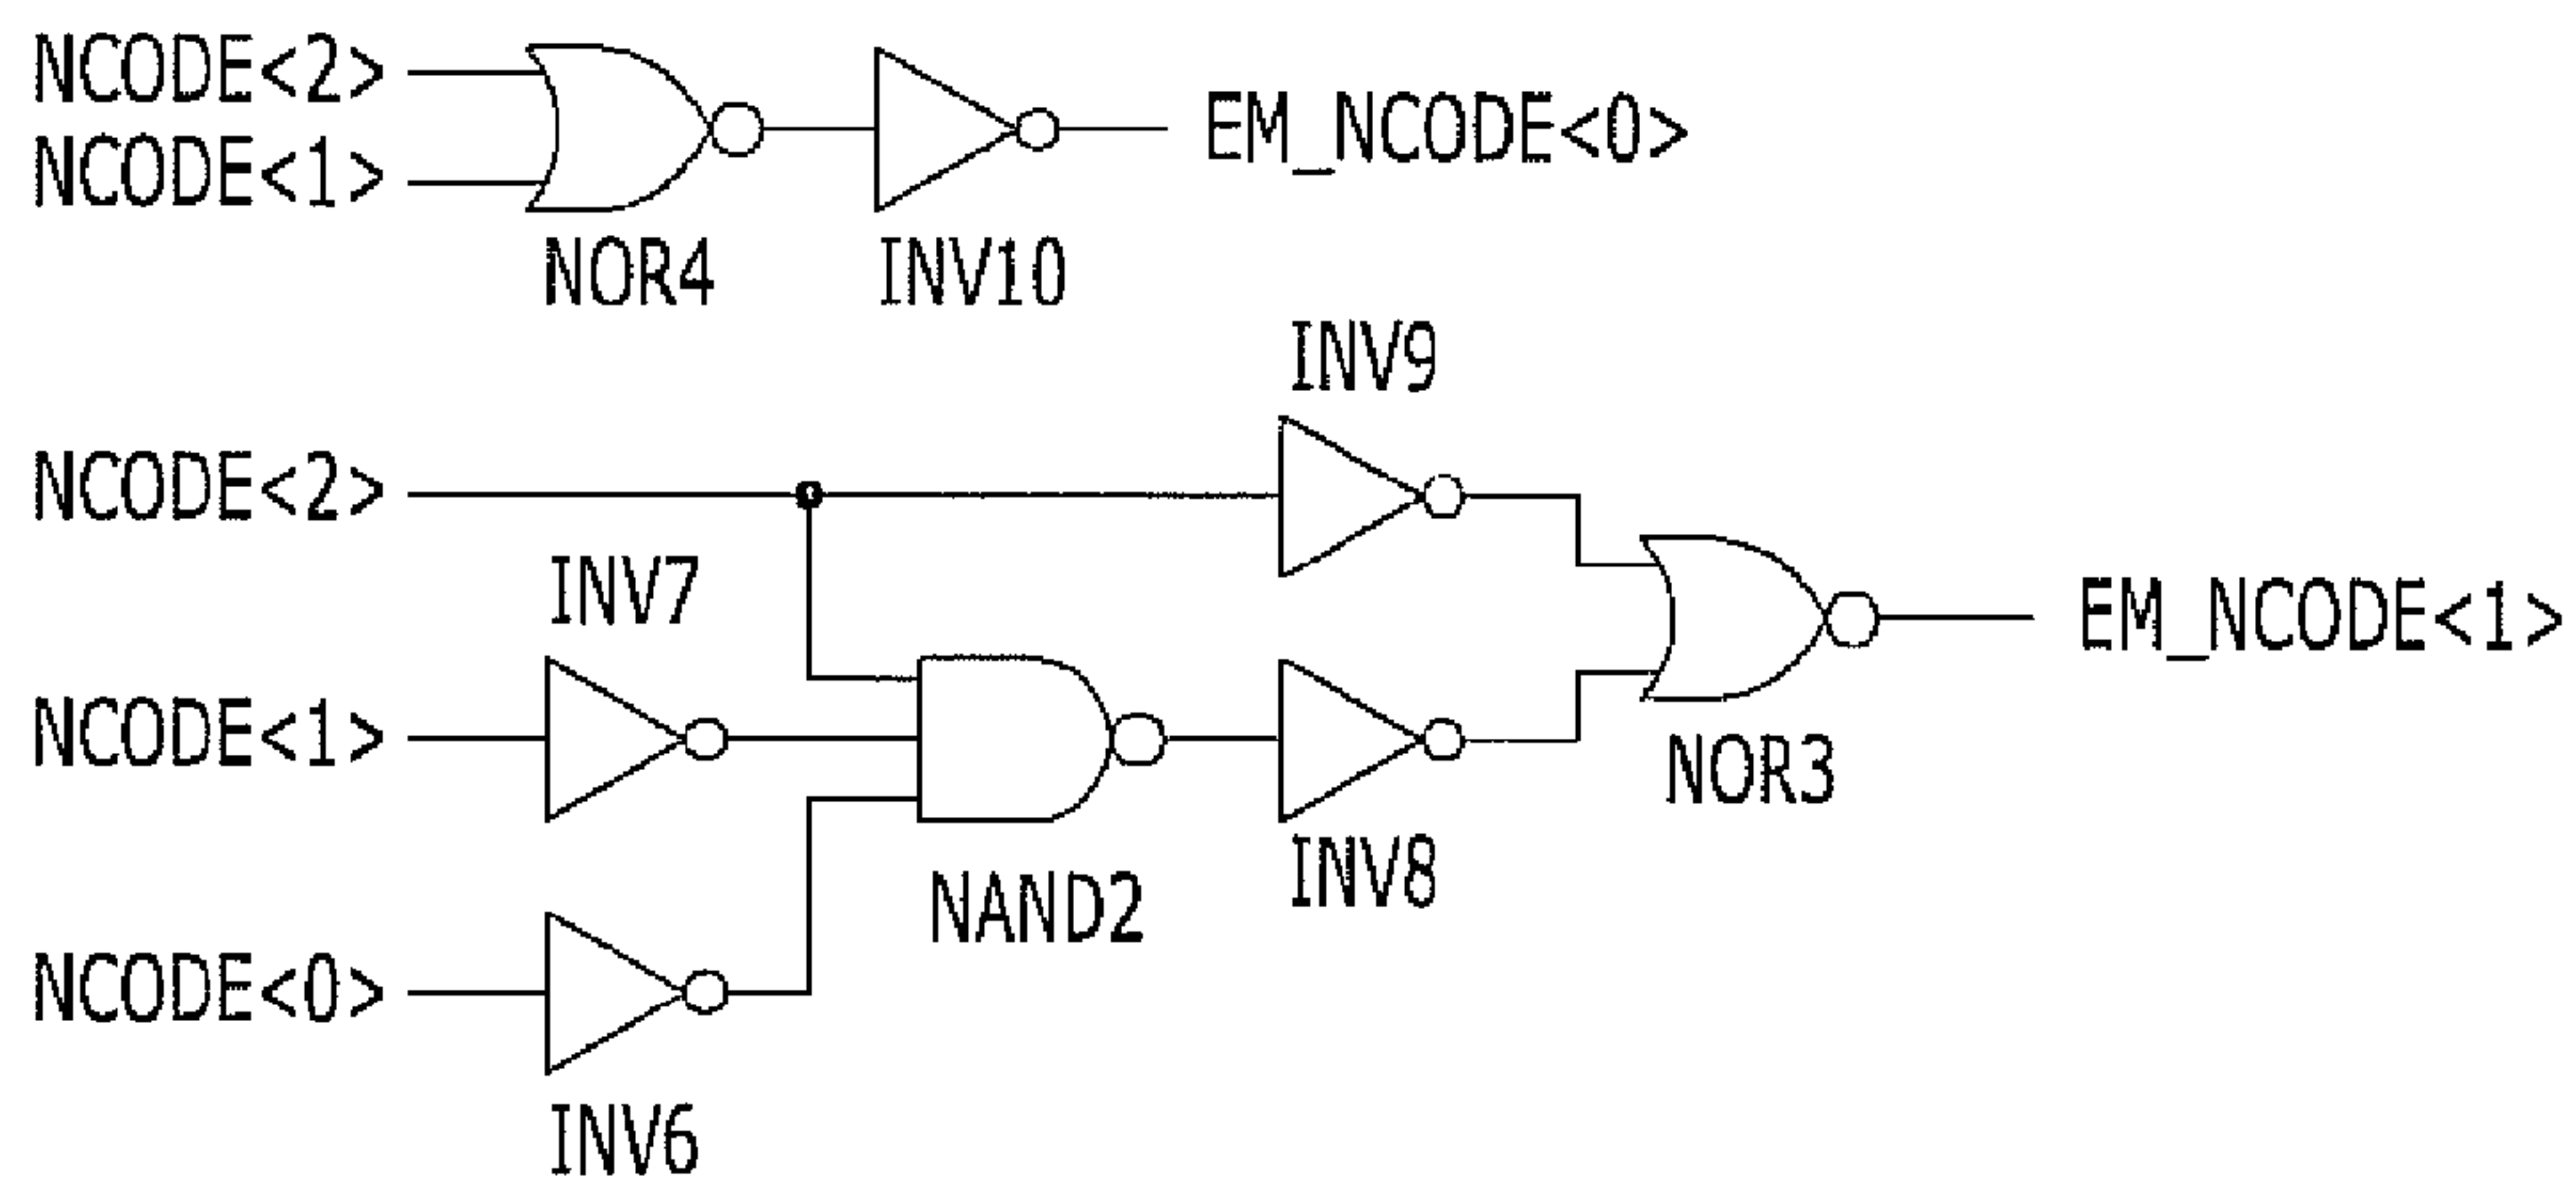 NCODE<2>
NCODE<1>
EM_NCODE<0>
NOR4
INV10
INV9
NCODE<2>
INV7
EM_NCODE<1>
NCODE<1>
NOR3
INV8
NAND2
NCODE<0>
INV6